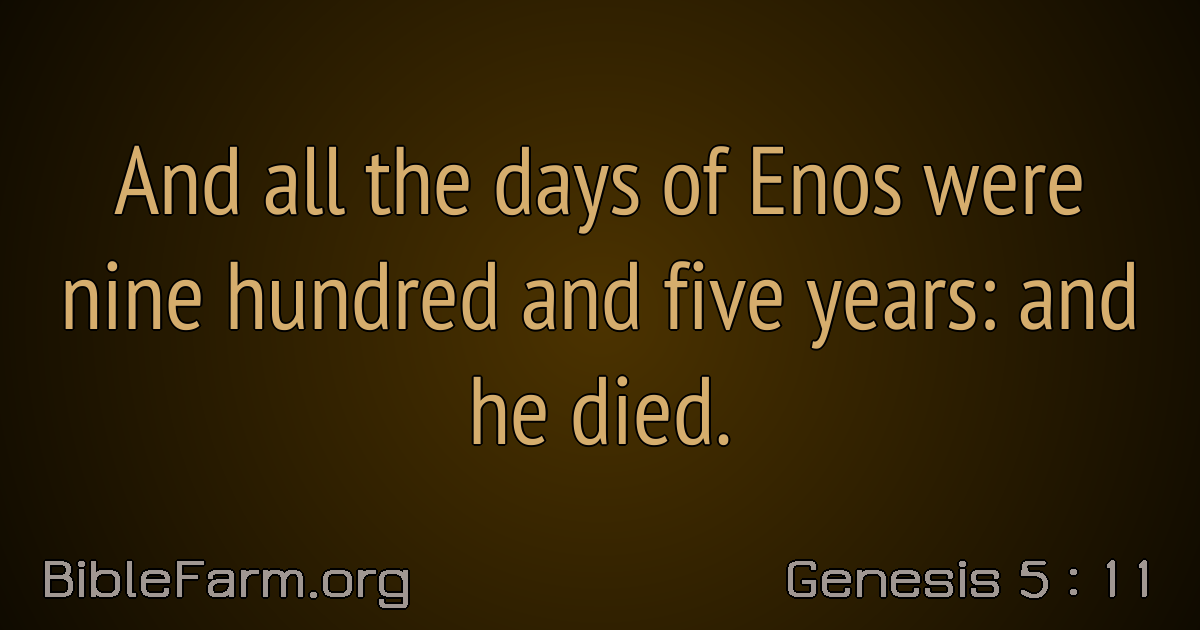 And all the days of Enos were
nine hundred and five years: and
he died.
BibleFarm.org
Genesis 5 : 11